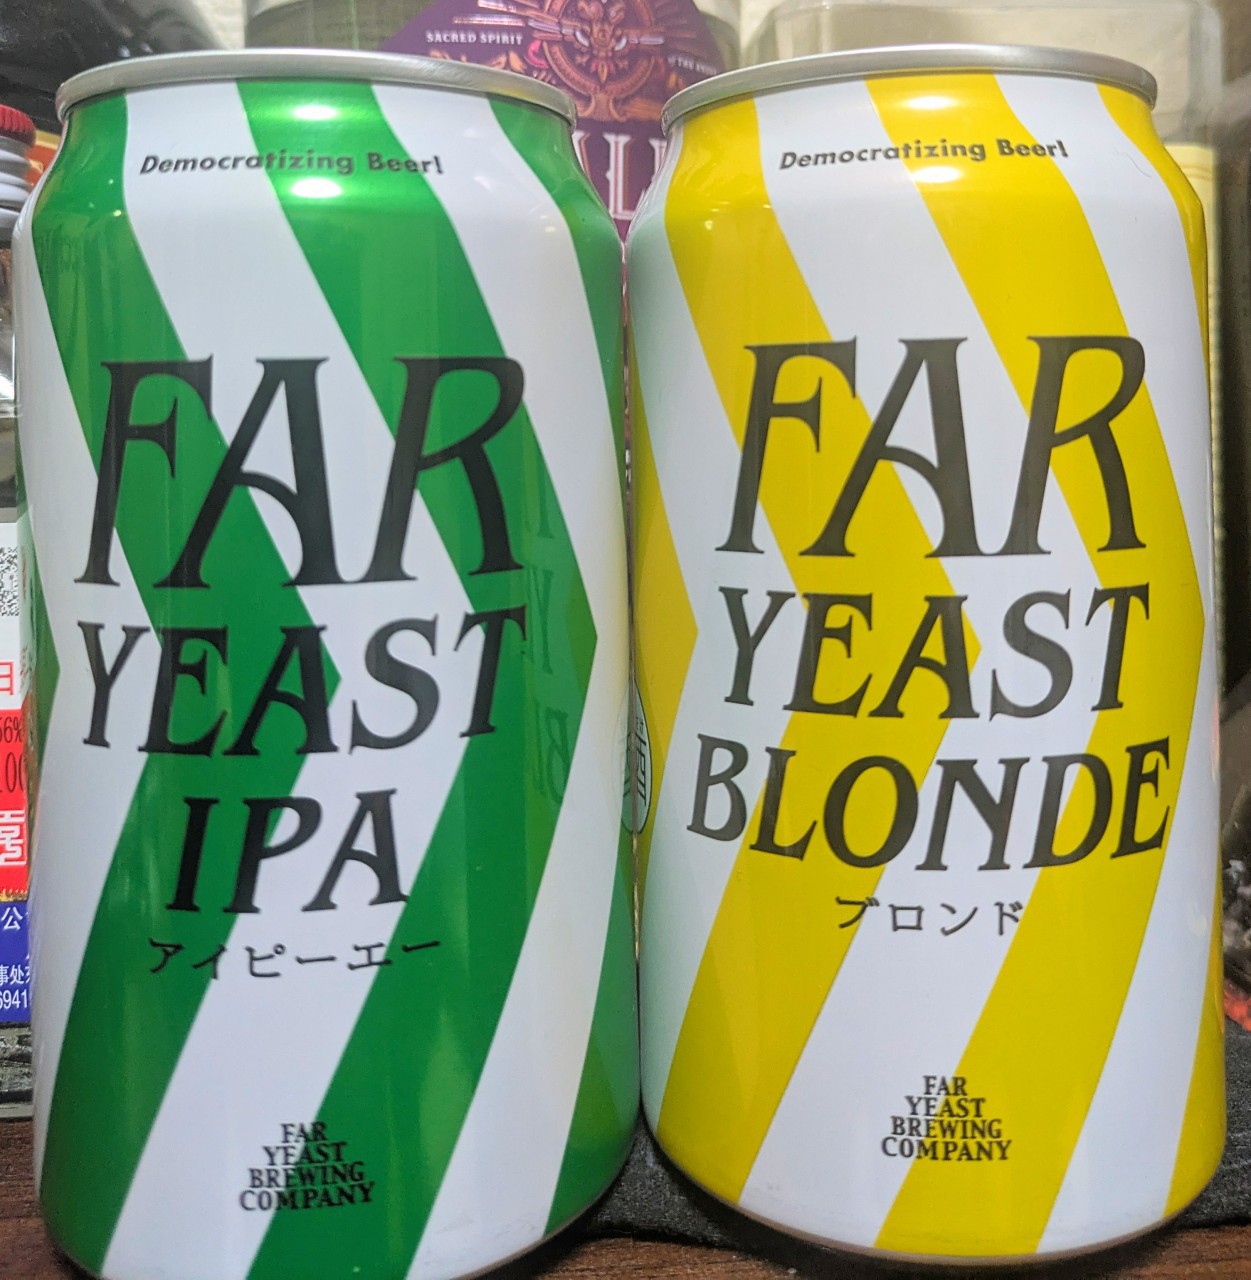 SACRED SPIRIT
Democratizing Beer!
FAR
YEAST
IPA
アイピーエー
FAR
YEAST
BREWING
COMPANY
Democratizing Beer!
FAR
YEAST
BLONDE
ブロンド
FAR
YEAST
BREWING
COMPANY